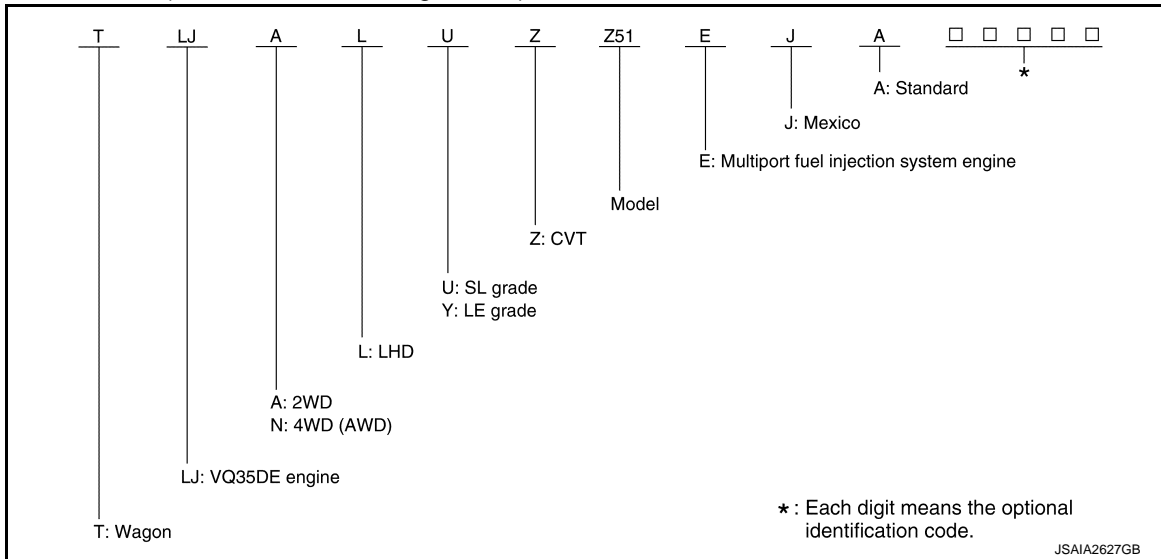 T LJ A L U Z Z51 E J A □ □ □ □ □
*
A: Standard
J: Mexico
E: Multiport fuel injection system engine
Model
Z: CVT
U: SL grade
Y: LE grade
L: LHD
A: 2WD
N: 4WD (AWD)
LJ: VQ35DE engine
T: Wagon
* : Each digit means the optional
identification code.
JSAIA2627GB